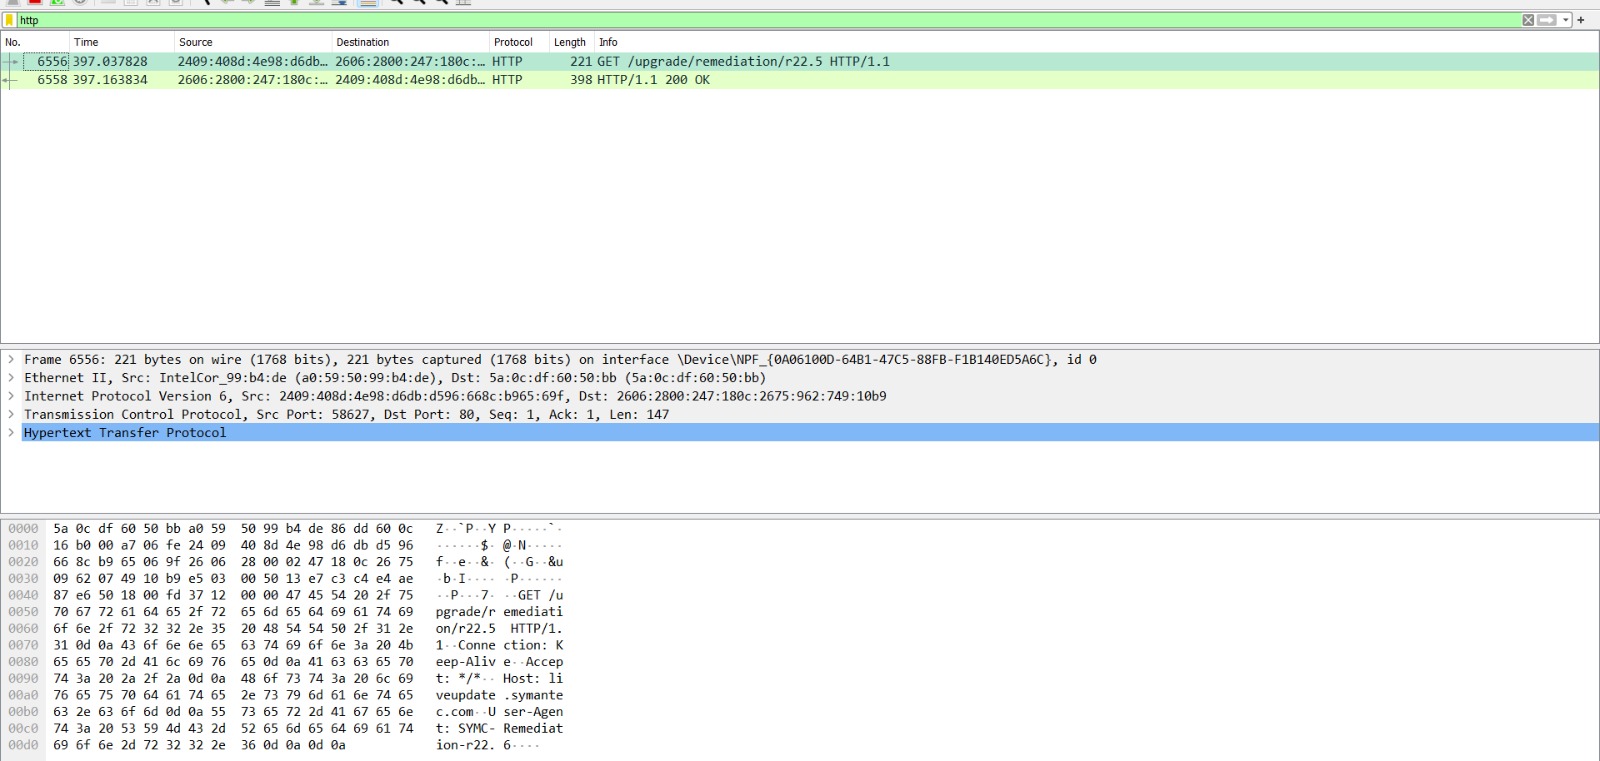 http
No. Time Source Destination Protocol Length Info
6556 397.037828 2409:408d:4e98:d6db… 2606:2800:247:180c:… HTTP 221 GET /upgrade/remediation/r22.5 HTTP/1.1
6558 397.163834 2606:2800:247:180c:… 2409:408d:4e98:d6db… HTTP 398 HTTP/1.1 200 OK
Frame 6556: 221 bytes on wire (1768 bits), 221 bytes captured (1768 bits) on interface \Device\NPF_{0A06100D-64B1-47C5-88FB-F1B140ED5A6C}, id 0
Ethernet II, Src: IntelCor_99:b4:de (a0:59:50:99:b4:de), Dst: 5a:0c:df:60:50:bb (5a:0c:df:60:50:bb)
Internet Protocol Version 6, Src: 2409:408d:4e98:d6db:d596:668c:b965:69f, Dst: 2606:2800:247:180c:2675:962:749:10b9
Transmission Control Protocol, Src Port: 58627, Dst Port: 80, Seq: 1, Ack: 1, Len: 147
Hypertext Transfer Protocol
0000 5a 0c df 60 50 bb a0 59 50 99 b4 de 86 dd 60 0c Z··`P··Y P·····`·
0010 16 b0 00 a7 06 fe 24 09 40 8d 4e 98 d6 db d5 96 ······$· @·N·····
0020 66 8c b9 65 06 9f 26 06 28 00 02 47 18 0c 26 75 f··e··&· (··G··&u
0030 09 62 07 49 10 b9 e5 03 00 50 13 e7 c3 c4 e4 ae ·b·I···· ·P······
0040 87 e6 50 18 00 fd 37 12 00 00 47 45 54 20 2f 75 ··P···7· ··GET /u
0050 70 67 72 61 64 65 2f 72 65 6d 65 64 69 61 74 69 pgrade/r emediati
0060 6f 6e 2f 72 32 32 2e 35 20 48 54 54 50 2f 31 2e on/r22.5 HTTP/1.
0070 31 0d 0a 43 6f 6e 6e 65 63 74 69 6f 6e 3a 20 4b 1··Conne ction: K
0080 65 65 70 2d 41 6c 69 76 65 0d 0a 41 63 63 65 70 eep-Aliv e··Accep
0090 74 3a 20 2a 2f 2a 0d 0a 48 6f 73 74 3a 20 6c 69 t: */*·· Host: li
00a0 76 65 75 70 64 61 74 65 2e 73 79 6d 61 6e 74 65 veupdate .symante
00b0 63 2e 63 6f 6d 0d 0a 55 73 65 72 2d 41 67 65 6e c.com··U ser-Agen
00c0 74 3a 20 53 59 4d 43 2d 52 65 6d 65 64 69 61 74 t: SYMC- Remediat
00d0 69 6f 6e 2d 72 32 32 2e 36 0d 0a 0d 0a ion-r22. 6····